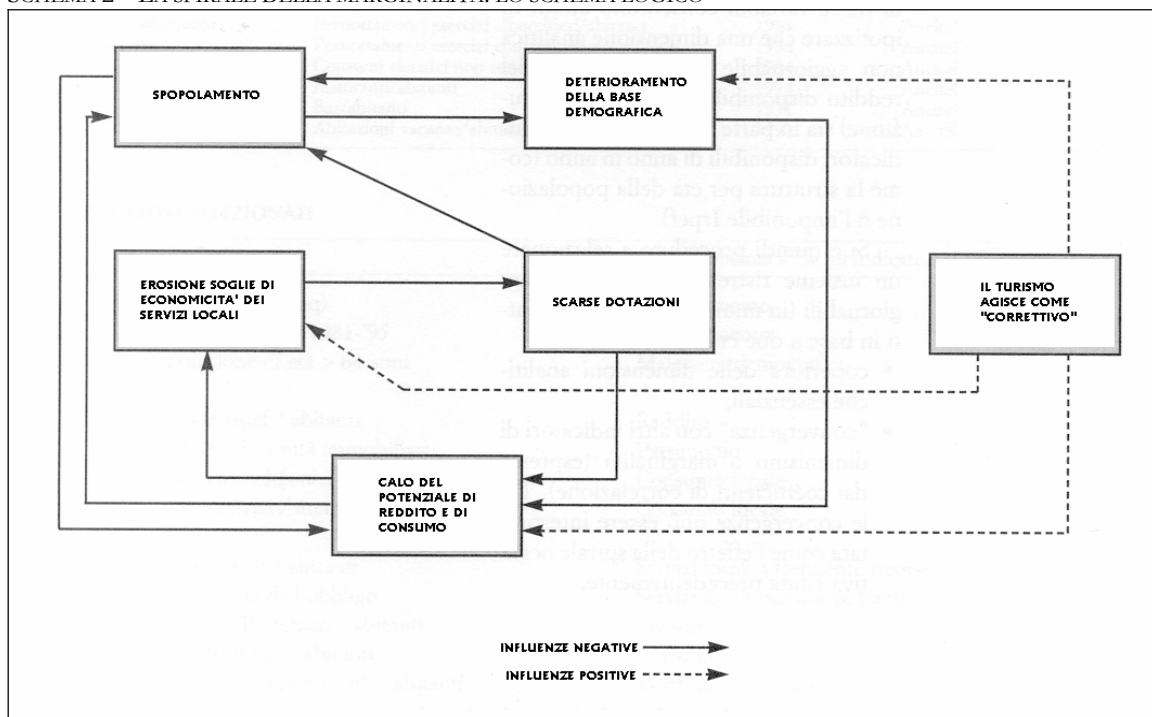 SCHEMA 2 – LA SPIRALE DELLA MARGINALITÀ: LO SCHEMA LOGICO
SPOPOLAMENTO
DETERIORAMENTO
DELLA BASE
DEMOGRAFICA
EROSIONE SOGLIE DI
ECONOMICITA' DEI
SERVIZI LOCALI
SCARSE DOTAZIONI
IL TURISMO
AGISCE COME
"CORRETTIVO"
CALO DEL
POTENZIALE DI
REDDITO E DI
CONSUMO
INFLUENZE NEGATIVE
INFLUENZE POSITIVE